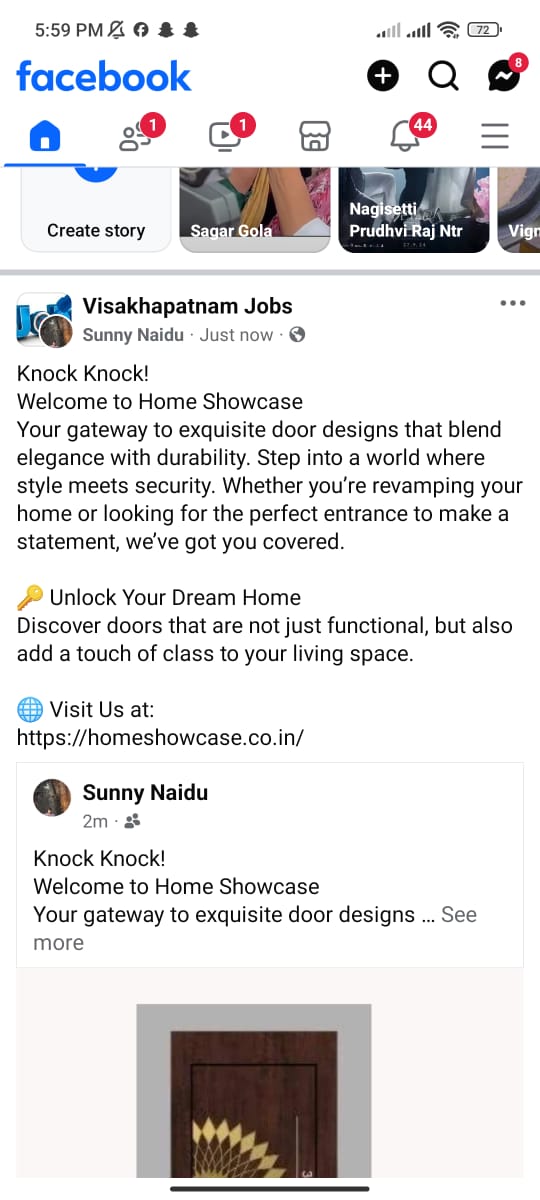 5:59 PM
72
facebook
8
1
1
44
Create story
Sagar Gola
Nagisetti
Prudhvi Raj Ntr
Vigr
Visakhapatnam Jobs
Sunny Naidu · Just now ·
Knock Knock!
Welcome to Home Showcase
Your gateway to exquisite door designs that blend
elegance with durability. Step into a world where
style meets security. Whether you’re revamping your
home or looking for the perfect entrance to make a
statement, we’ve got you covered.
🔑 Unlock Your Dream Home
Discover doors that are not just functional, but also
add a touch of class to your living space.
🌐 Visit Us at:
https://homeshowcase.co.in/
Sunny Naidu
2m ·
Knock Knock!
Welcome to Home Showcase
Your gateway to exquisite door designs ... See
more